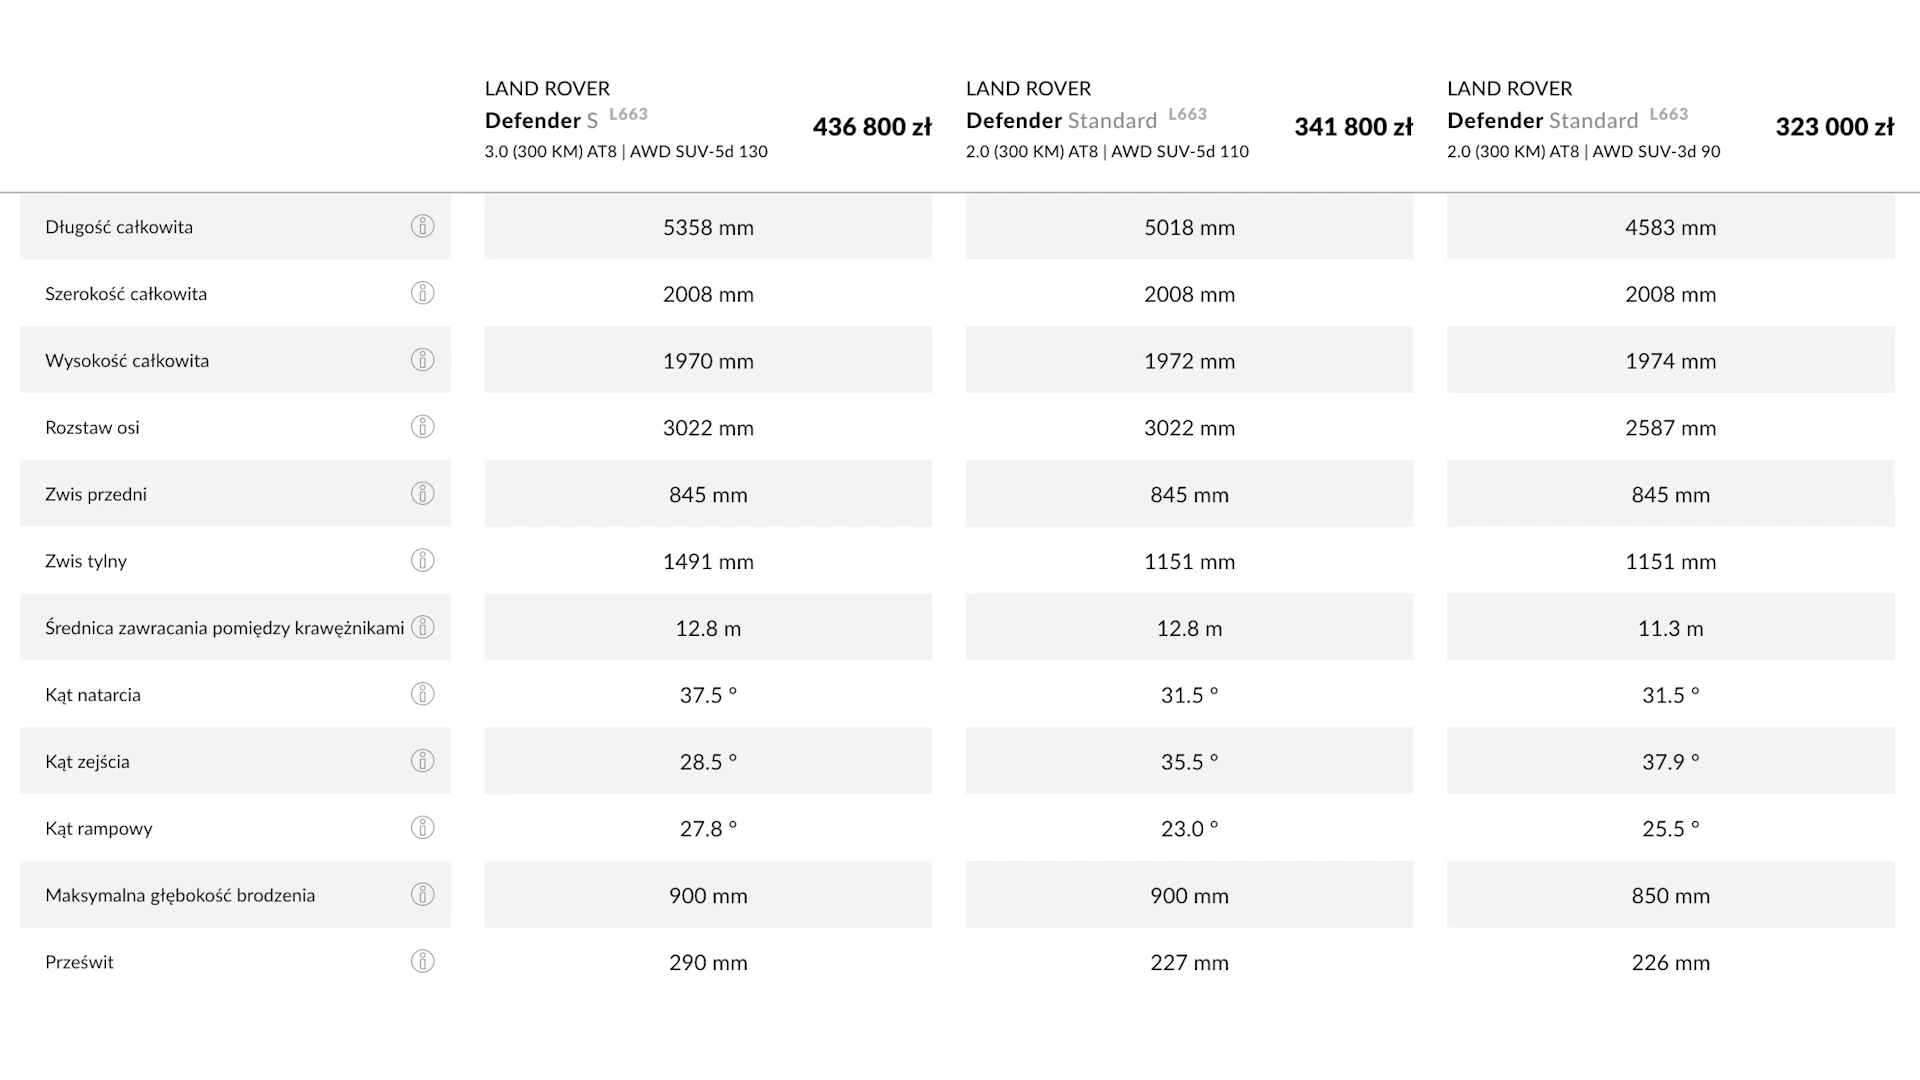 LAND ROVER
Defender S L663
436 800 zł
3.0 (300 KM) AT8 | AWD SUV-5d 130
LAND ROVER
Defender Standard L663
341 800 zł
2.0 (300 KM) AT8 | AWD SUV-5d 110
LAND ROVER
Defender Standard L663
323 000 zł
2.0 (300 KM) AT8 | AWD SUV-3d 90
Długość całkowita 5358 mm 5018 mm 4583 mm
Szerokość całkowita 2008 mm 2008 mm 2008 mm
Wysokość całkowita 1970 mm 1972 mm 1974 mm
Rozstaw osi 3022 mm 3022 mm 2587 mm
Zwis przedni 845 mm 845 mm 845 mm
Zwis tylny 1491 mm 1151 mm 1151 mm
Średnica zawracania pomiędzy krawężnikami 12.8 m 12.8 m 11.3 m
Kąt natarcia 37.5 ° 31.5 ° 31.5 °
Kąt zejścia 28.5 ° 35.5 ° 37.9 °
Kąt rampowy 27.8 ° 23.0 ° 25.5 °
Maksymalna głębokość brodzenia 900 mm 900 mm 850 mm
Prześwit 290 mm 227 mm 226 mm